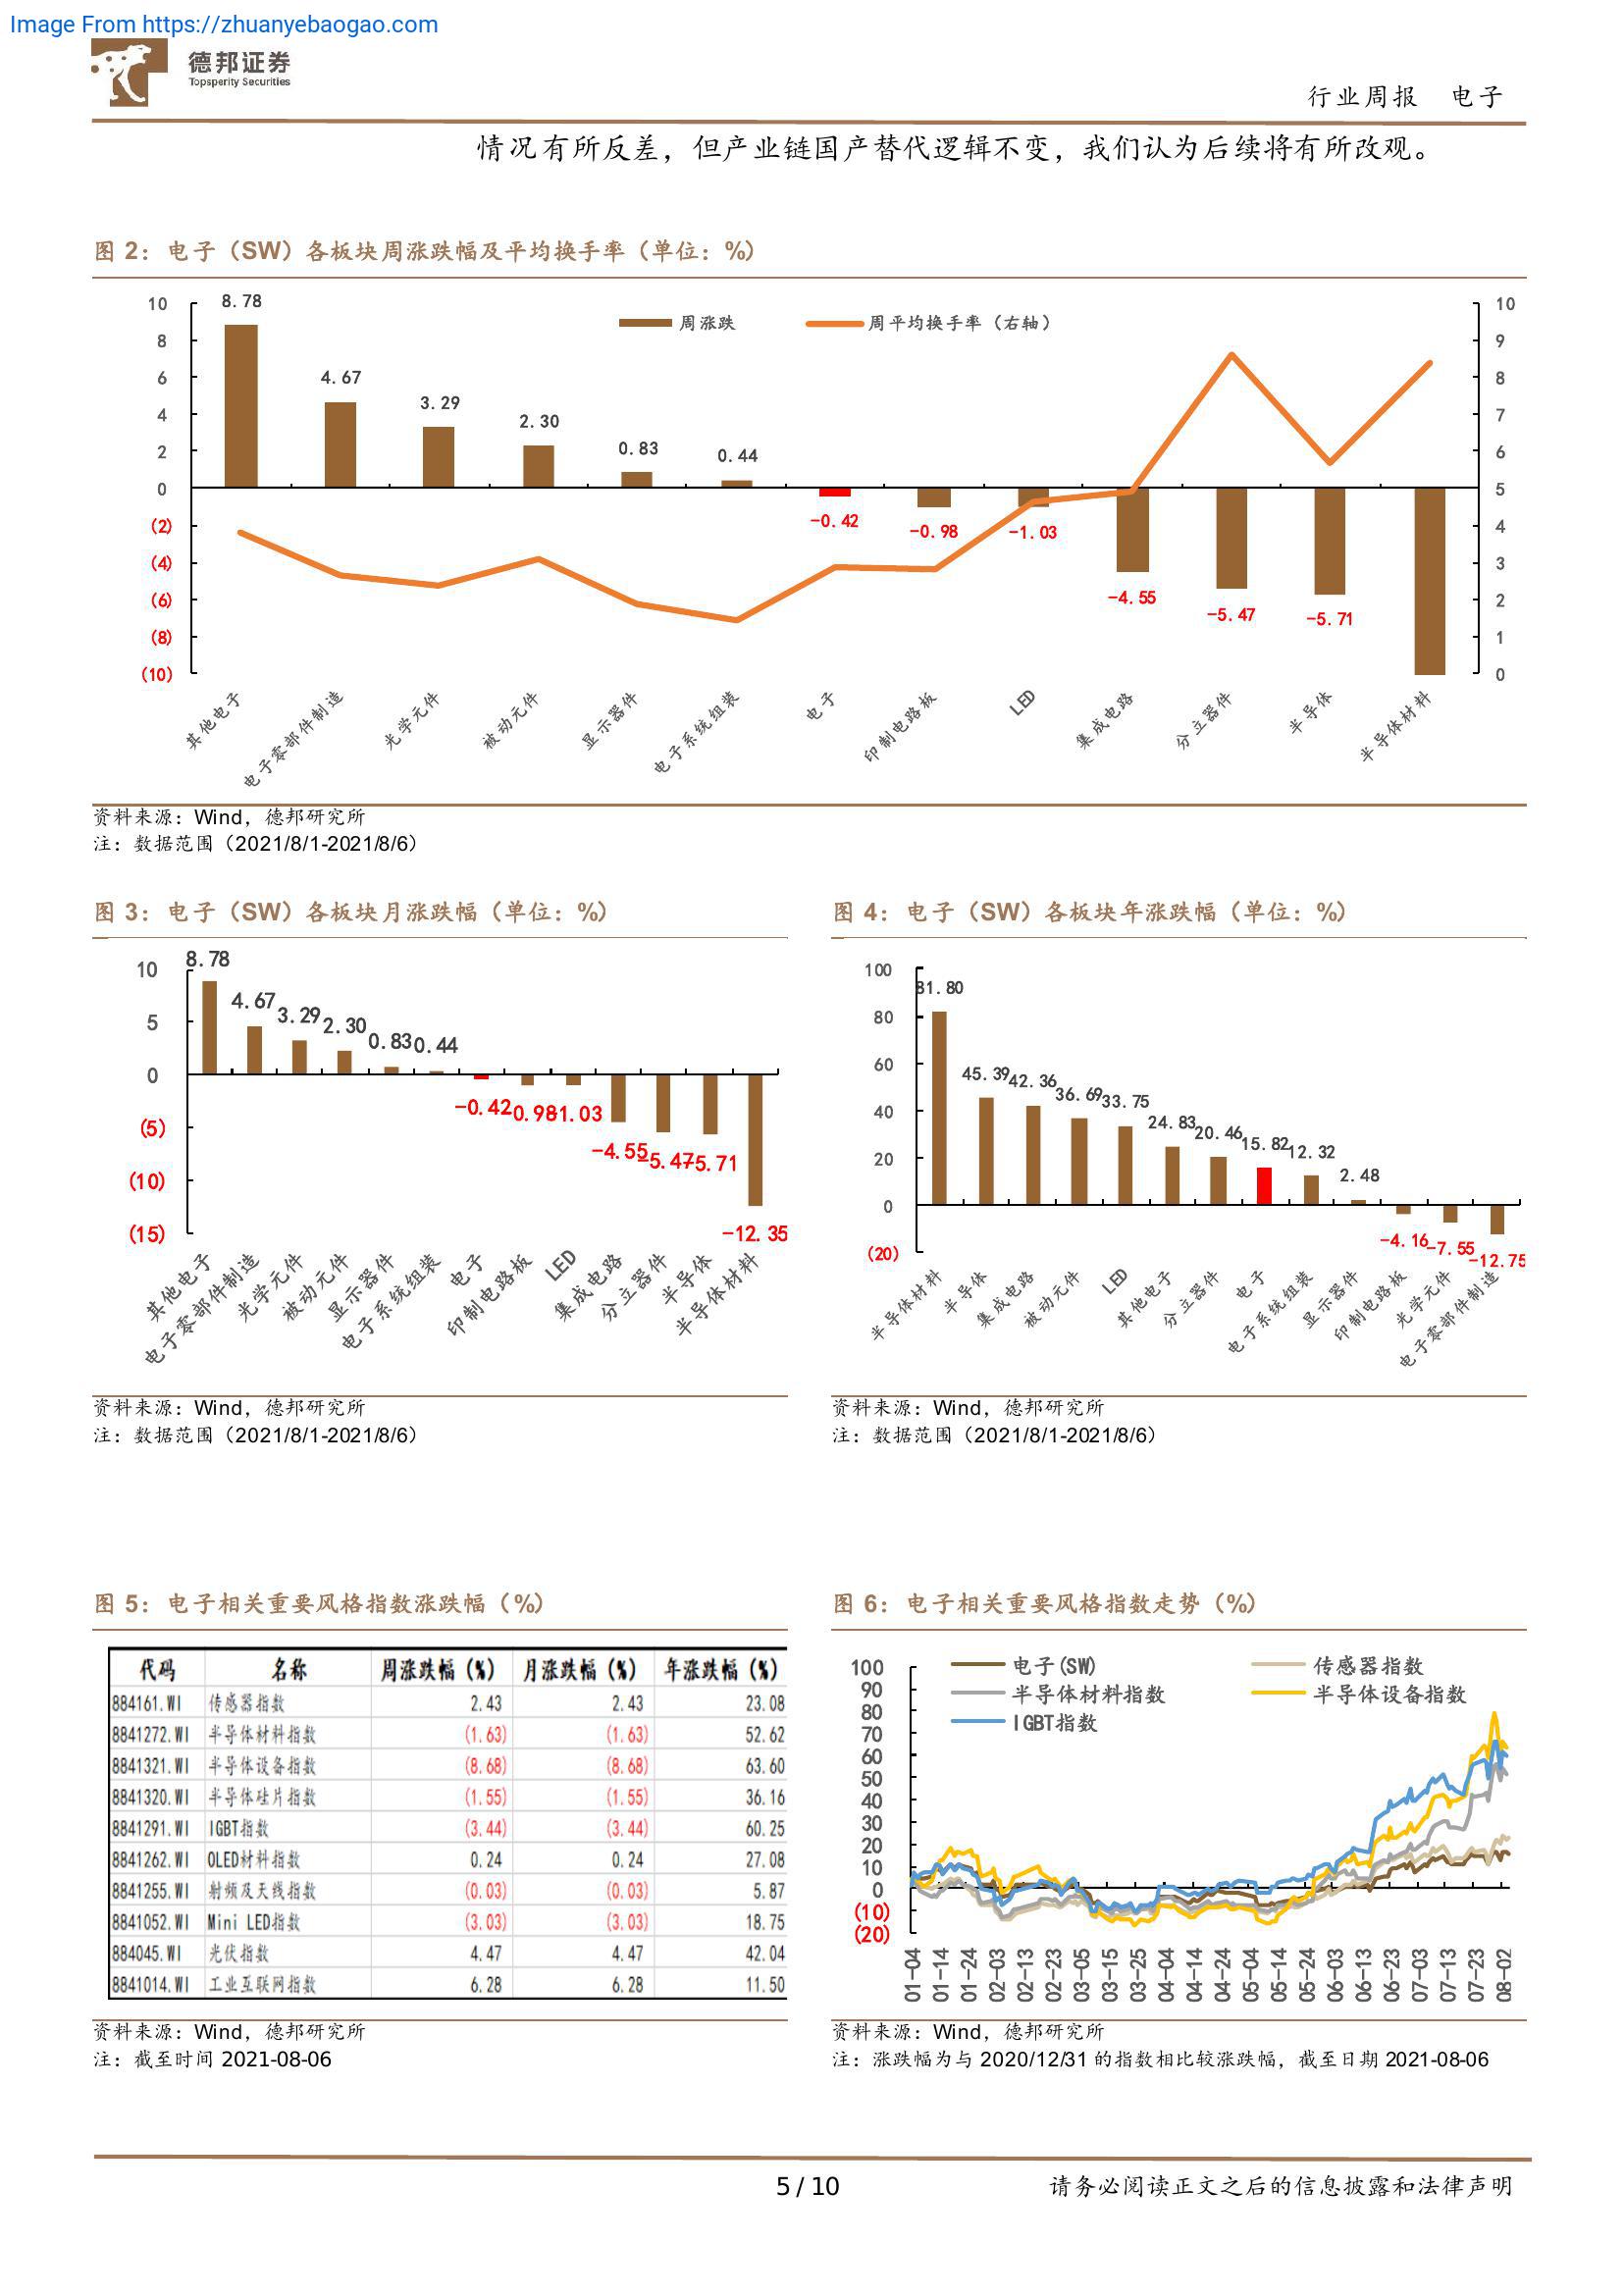 Image From https://zhuanyebaogao.com
德邦证券
Topsperity Securities
行业周报 电子
情况有所反差，但产业链国产替代逻辑不变，我们认为后续将有所改观。
图 2：电子（SW）各板块周涨跌幅及平均换手率（单位：%）
周涨跌 周平均换手率（右轴）
10 8 6 4 2 0 (2) (4) (6) (8) (10)
8.78 4.67 3.29 2.30 0.83 0.44 -0.42 -0.98 -1.03 -4.55 -5.47 -5.71
10 9 8 7 6 5 4 3 2 1 0
其他电子 电子零部件制造 光学元件 被动元件 显示器件 电子系统组装 电子 印制电路板 LED 集成电路 分立器件 半导体 半导体材料
资料来源：Wind，德邦研究所
注：数据范围（2021/8/1-2021/8/6）
图 3：电子（SW）各板块月涨跌幅（单位：%）
10 5 0 (5) (10) (15)
8.78 4.67 3.29 2.30 0.83 0.44 -0.42 0.98 -1.03 -4.55 -5.47 -5.71 -12.35
其他电子 电子零部件制造 光学元件 被动元件 显示器件 电子系统组装 电子 印制电路板 LED 集成电路 分立器件 半导体 半导体材料
资料来源：Wind，德邦研究所
注：数据范围（2021/8/1-2021/8/6）
图 4：电子（SW）各板块年涨跌幅（单位：%）
100 80 60 40 20 0 (20)
81.80 45.39 42.36 36.69 33.75 24.83 20.46 15.82 12.32 2.48 -4.16 -7.55 -12.75
半导体材料 半导体 集成电路 被动元件 LED 其他电子 分立器件 电子 电子系统组装 显示器件 印制电路板 光学元件 电子零部件制造
资料来源：Wind，德邦研究所
注：数据范围（2021/8/1-2021/8/6）
图 5：电子相关重要风格指数涨跌幅（%）
代码 名称 周涨跌幅（%） 月涨跌幅（%） 年涨跌幅（%）
884161.WI 传感器指数 2.43 2.43 23.08
8841272.WI 半导体材料指数 (1.63) (1.63) 52.62
8841321.WI 半导体设备指数 (8.68) (8.68) 63.60
8841320.WI 半导体硅片指数 (1.55) (1.55) 36.16
8841291.WI IGBT指数 (3.44) (3.44) 60.25
8841262.WI OLED材料指数 0.24 0.24 27.08
8841255.WI 射频及天线指数 (0.03) (0.03) 5.87
8841052.WI Mini LED指数 (3.03) (3.03) 18.75
884045.WI 光伏指数 4.47 4.47 42.04
8841014.WI 工业互联网指数 6.28 6.28 11.50
资料来源：Wind，德邦研究所
注：截至时间 2021-08-06
图 6：电子相关重要风格指数走势（%）
电子(SW) 传感器指数
半导体材料指数 半导体设备指数
IGBT指数
100 90 80 70 60 50 40 30 20 10 0 (10) (20)
01-04 01-14 01-24 02-03 02-13 02-23 03-05 03-15 03-25 04-04 04-14 04-24 05-04 05-14 05-24 06-03 06-13 06-23 07-03 07-13 07-23 08-02
资料来源：Wind，德邦研究所
注：涨跌幅为与 2020/12/31 的指数相比较涨跌幅，截至日期 2021-08-06
5 / 10
请务必阅读正文之后的信息披露和法律声明